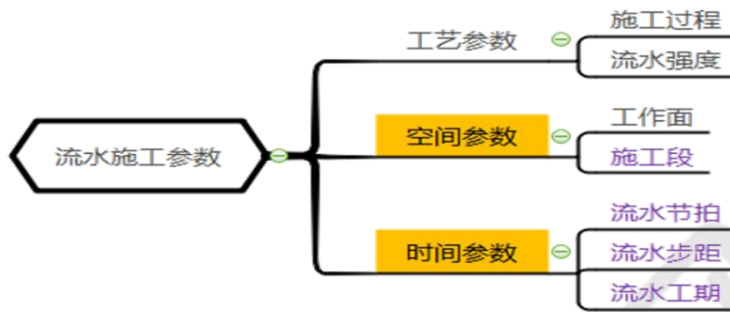 流水施工参数
工艺参数
施工过程
流水强度
空间参数
工作面
施工段
时间参数
流水节拍
流水步距
流水工期